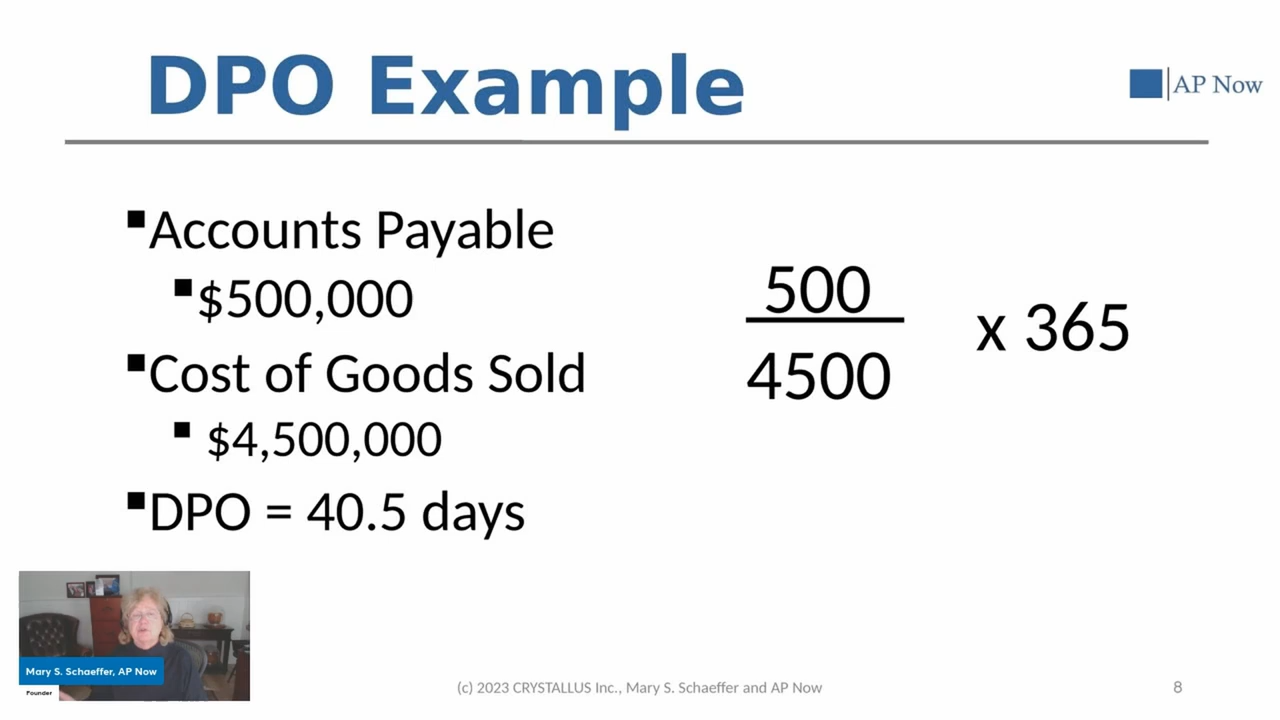 DPO Example
AP Now
▪Accounts Payable
▪$500,000
▪Cost of Goods Sold
▪ $4,500,000
▪DPO = 40.5 days
500
4500
x 365
Mary S. Schaeffer, AP Now
Founder
(c) 2023 CRYSTALLUS Inc., Mary S. Schaeffer and AP Now
8